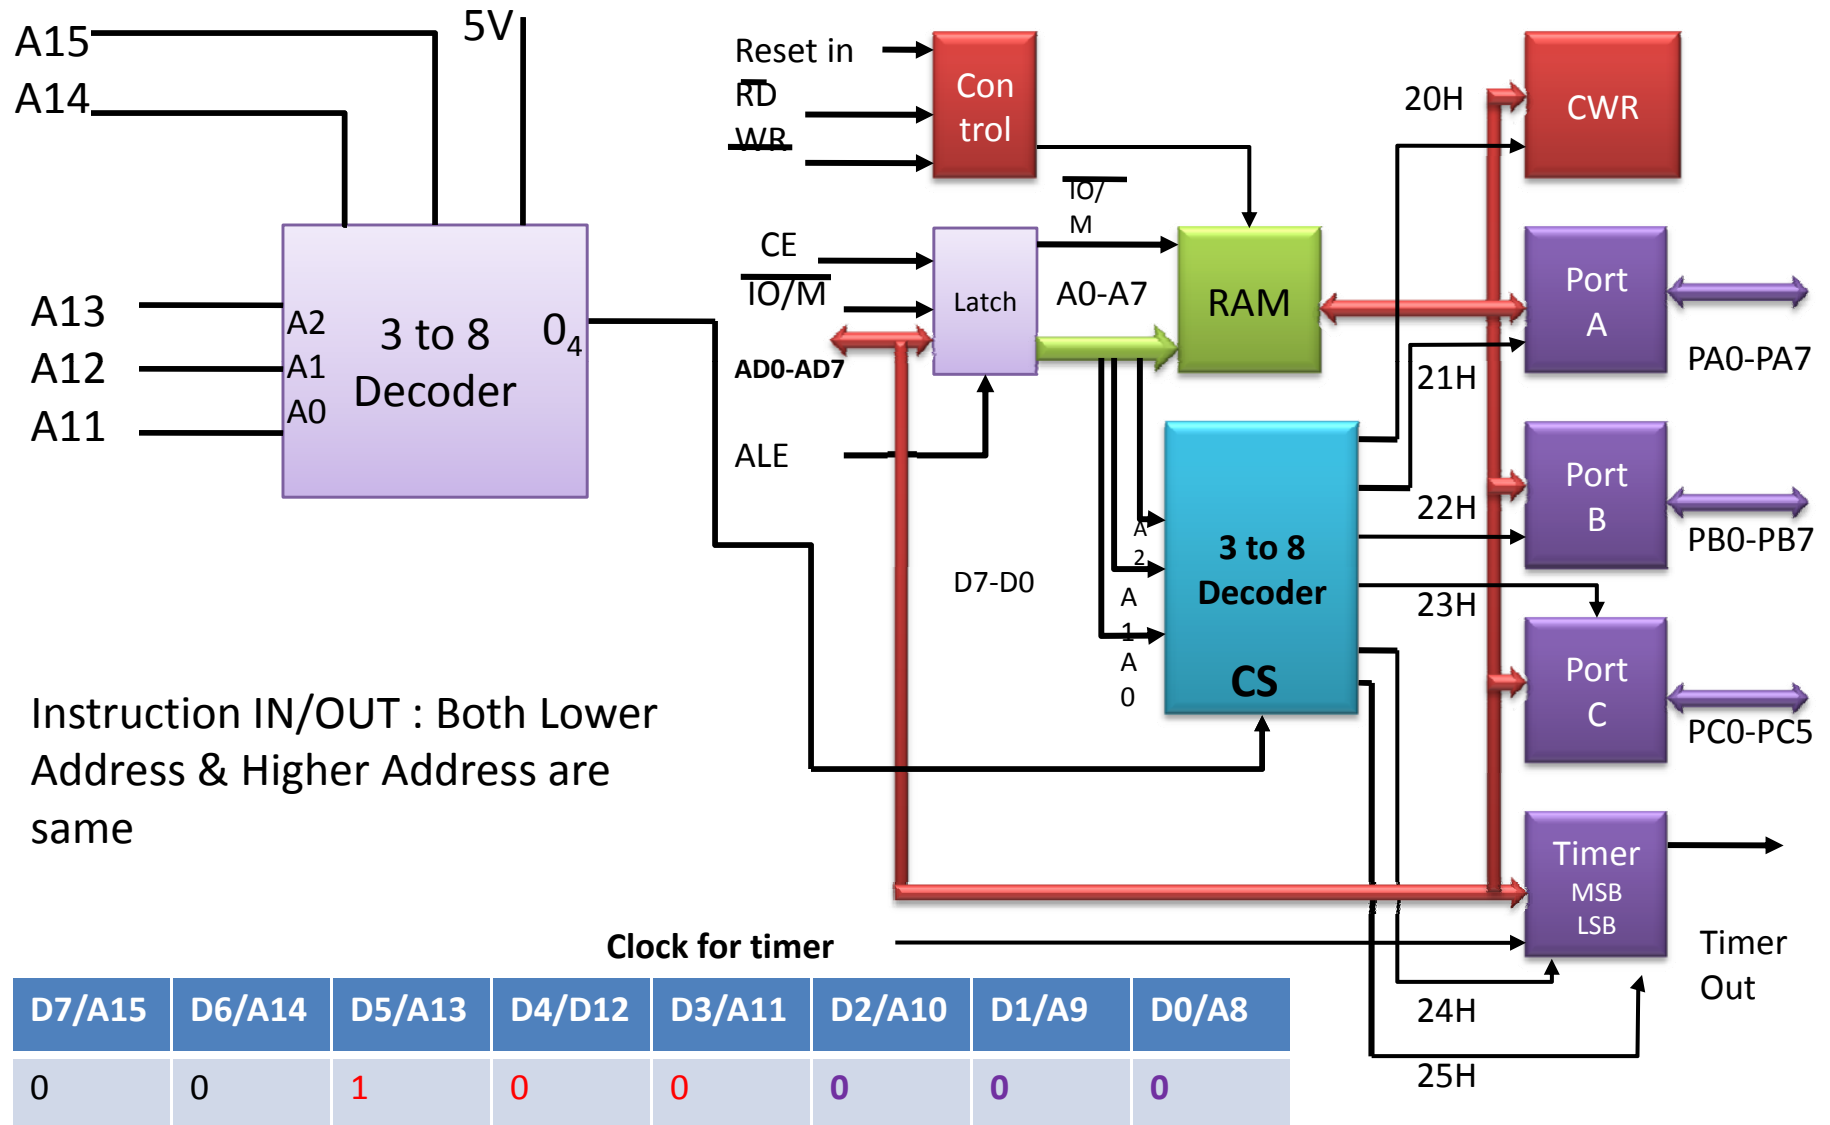 A15
A14
5V
A13
A12
A11
A2
A1
A0
3 to 8
Decoder
O4
Reset in
RD
WR
Con
trol
CE
IO/M
AD0-AD7
ALE
Latch
IO/
M
A0-A7
RAM
D7-D0
A
2
A
1
A
0
3 to 8
Decoder
CS
20H
CWR
21H
Port
A
PA0-PA7
22H
Port
B
PB0-PB7
23H
Port
C
PC0-PC5
Timer
MSB
LSB
Timer
Out
24H
25H
Instruction IN/OUT : Both Lower
Address & Higher Address are
same
Clock for timer
D7/A15 D6/A14 D5/A13 D4/D12 D3/A11 D2/A10 D1/A9 D0/A8
0 0 1 0 0 0 0 0